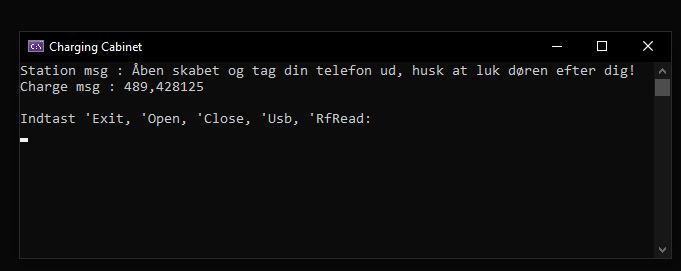 C:\ Charging Cabinet
Station msg : Åben skabet og tag din telefon ud, husk at luk døren efter dig!
Charge msg : 489,428125
Indtast 'Exit, 'Open, 'Close, 'Usb, 'RfRead: